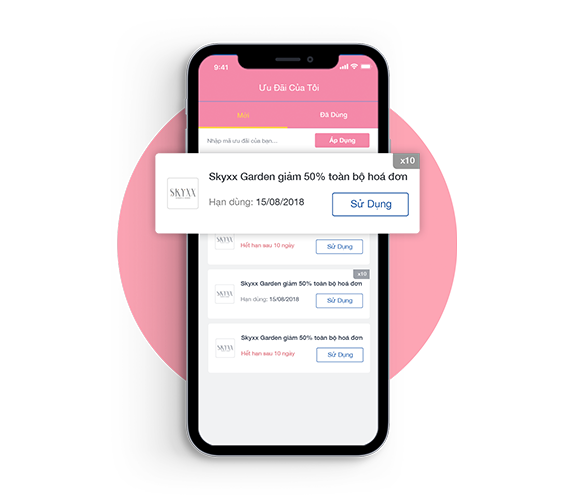 9:41
Ưu Đãi Của Tôi
Mới
Đã Dùng
Nhập mã ưu đãi của bạn...
Áp Dụng
x10
Skyxx Garden giảm 50% toàn bộ hoá đơn
SKYXX
Hạn dùng: 15/08/2018
Sử Dụng
SKYXX
Hết hạn sau 10 ngày
Sử Dụng
x10
Skyxx Garden giảm 50% toàn bộ hoá đơn
SKYXX
Hạn dùng: 15/08/2018
Sử Dụng
Skyxx Garden giảm 50% toàn bộ hoá đơn
SKYXX
Hết hạn sau 10 ngày
Sử Dụng